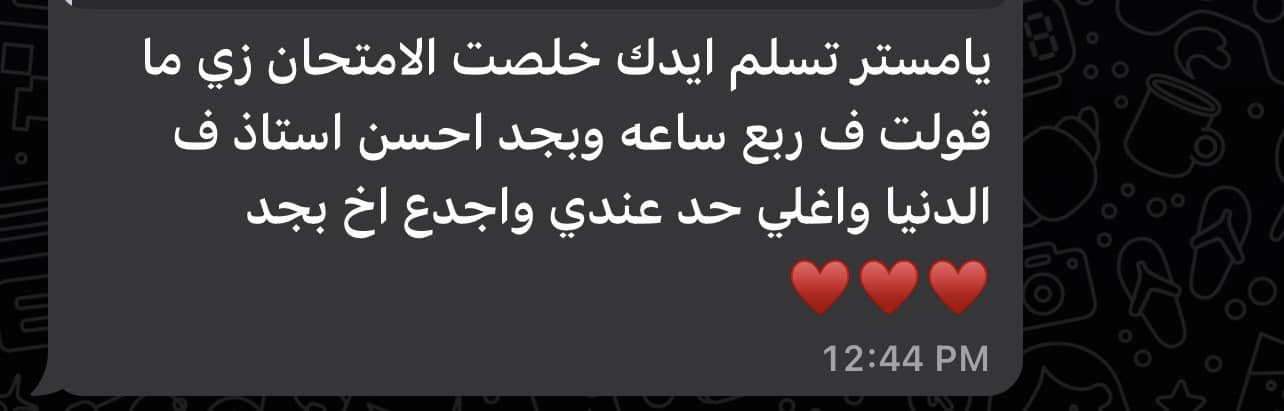 يامستر تسلم ايدك خلصت الامتحان زي ما
قولت ف ربع ساعه وبجد احسن استاذ ف
الدنيا واغلي حد عندي واجدع اخ بجد
♥️♥️♥️
12:44 PM